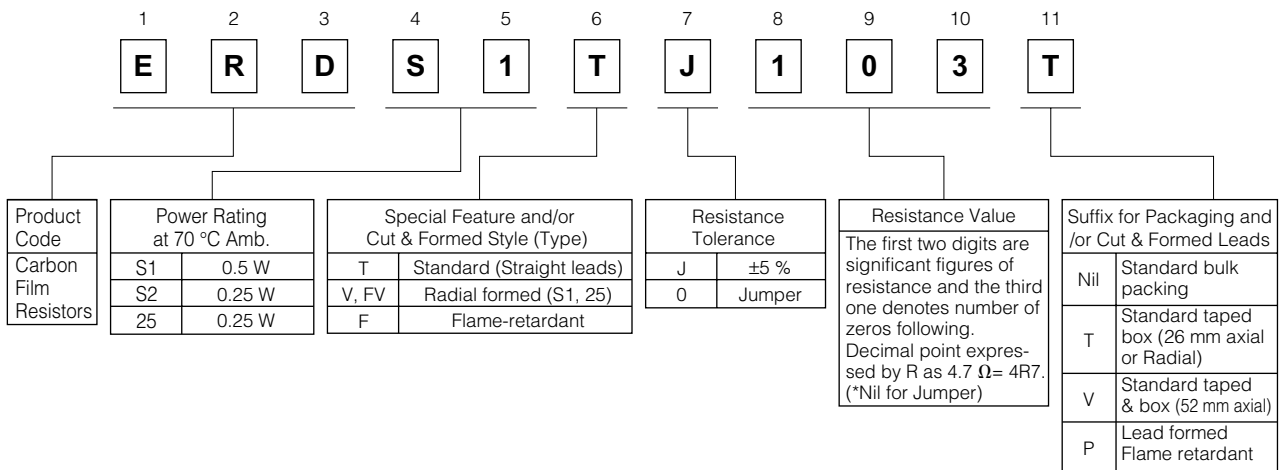 1 2 3 4 5 6 7 8 9 10 11
E R D S 1 T J 1 0 3 T
Product
Code
Carbon
Film
Resistors
Power Rating
at 70 °C Amb.
S1 0.5 W
S2 0.25 W
25 0.25 W
Special Feature and/or
Cut & Formed Style (Type)
T Standard (Straight leads)
V, FV Radial formed (S1, 25)
F Flame-retardant
Resistance
Tolerance
J ±5 %
0 Jumper
Resistance Value
The first two digits are
significant figures of
resistance and the third
one denotes number of
zeros following.
Decimal point expres-
sed by R as 4.7 Ω= 4R7.
(*Nil for Jumper)
Suffix for Packaging and
/or Cut & Formed Leads
Nil
Standard bulk
packing
T
Standard taped
box (26 mm axial
or Radial)
V
Standard taped
& box (52 mm axial)
P
Lead formed
Flame retardant